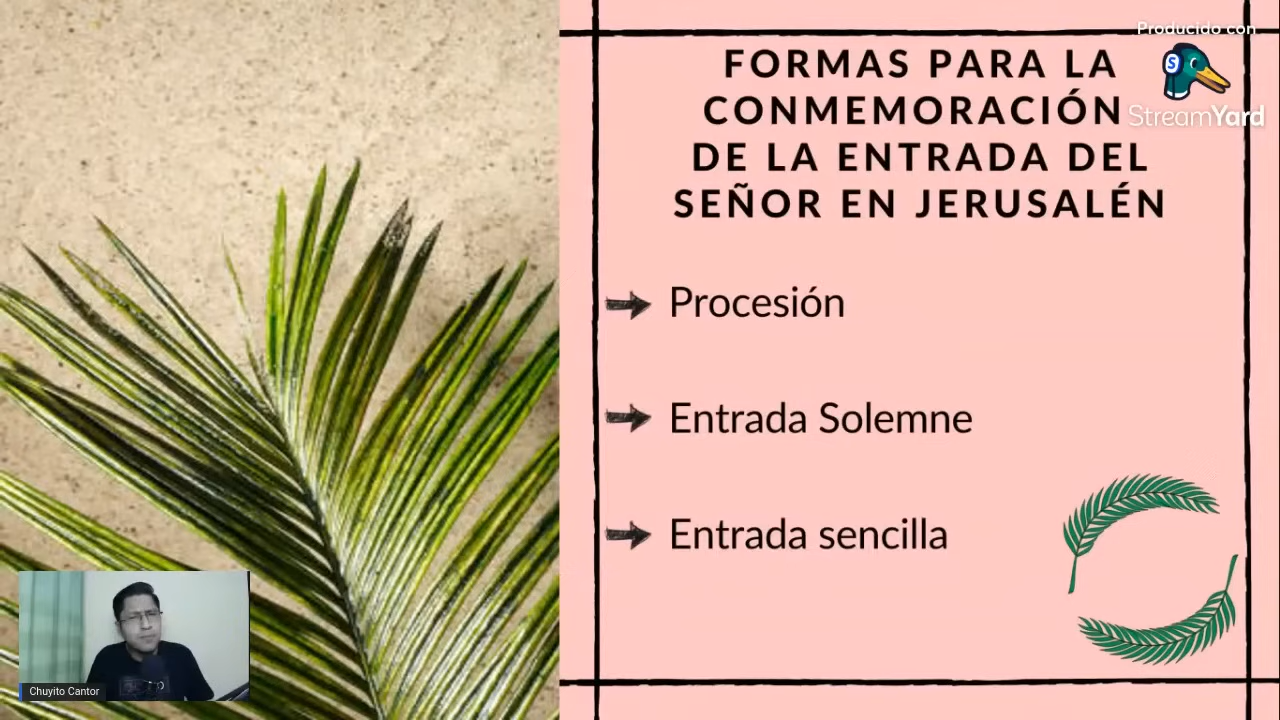 Producido con
StreamYard
FORMAS PARA LA
CONMEMORACIÓN
DE LA ENTRADA DEL
SEÑOR EN JERUSALÉN
Procesión
Entrada Solemne
Entrada sencilla
Chuyito Cantor